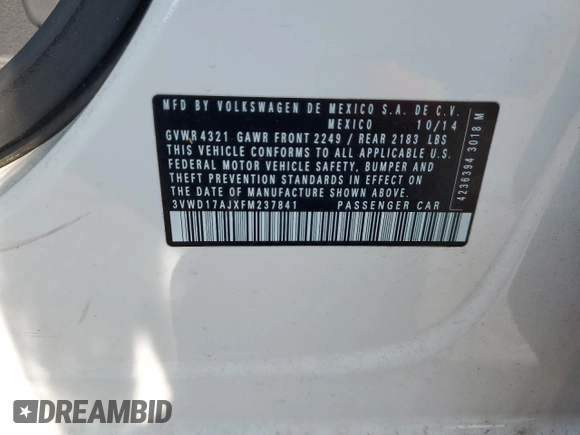 MFD BY VOLKSWAGEN DE MEXICO S.A. DE C.V.
MEXICO 10/14
GVWR 4321 GAWR FRONT 2249 / REAR 2183 LBS
THIS VEHICLE CONFORMS TO ALL APPLICABLE U.S.
FEDERAL MOTOR VEHICLE SAFETY, BUMPER AND
THEFT PREVENTION STANDARDS IN EFFECT ON
THE DATE OF MANUFACTURE SHOWN ABOVE.
3VWD17AJXFM237841 PASSENGER CAR
4236394 3018 M
DREAMBID